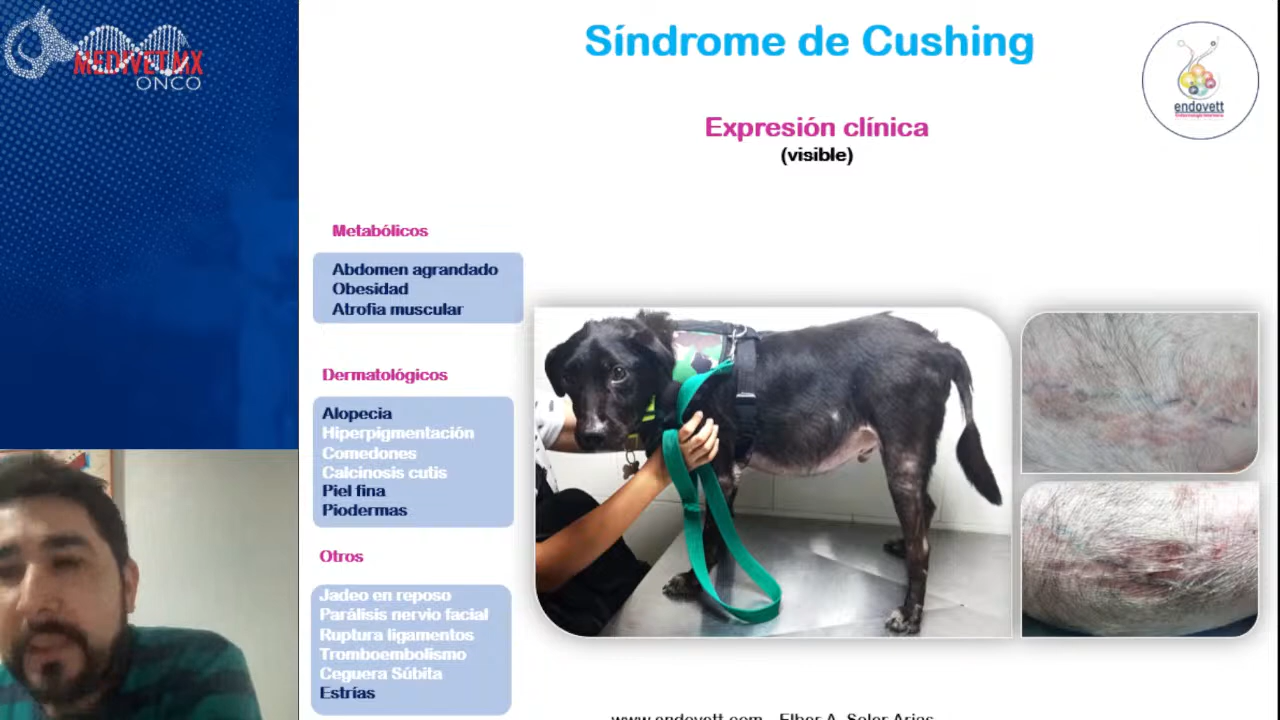 MEDIVET.MX
ONCO
Síndrome de Cushing
endovett
Expresión clínica
(visible)
Metabólicos
Abdomen agrandado
Obesidad
Atrofia muscular
Dermatológicos
Alopecia
Hiperpigmentación
Comedones
Calcinosis cutis
Piel fina
Piodermas
Otros
Jadeo en reposo
Parálisis nervio facial
Ruptura ligamentos
Tromboembolismo
Ceguera Súbita
Estrías
www.endovett.com - Elber A. Soler Arias